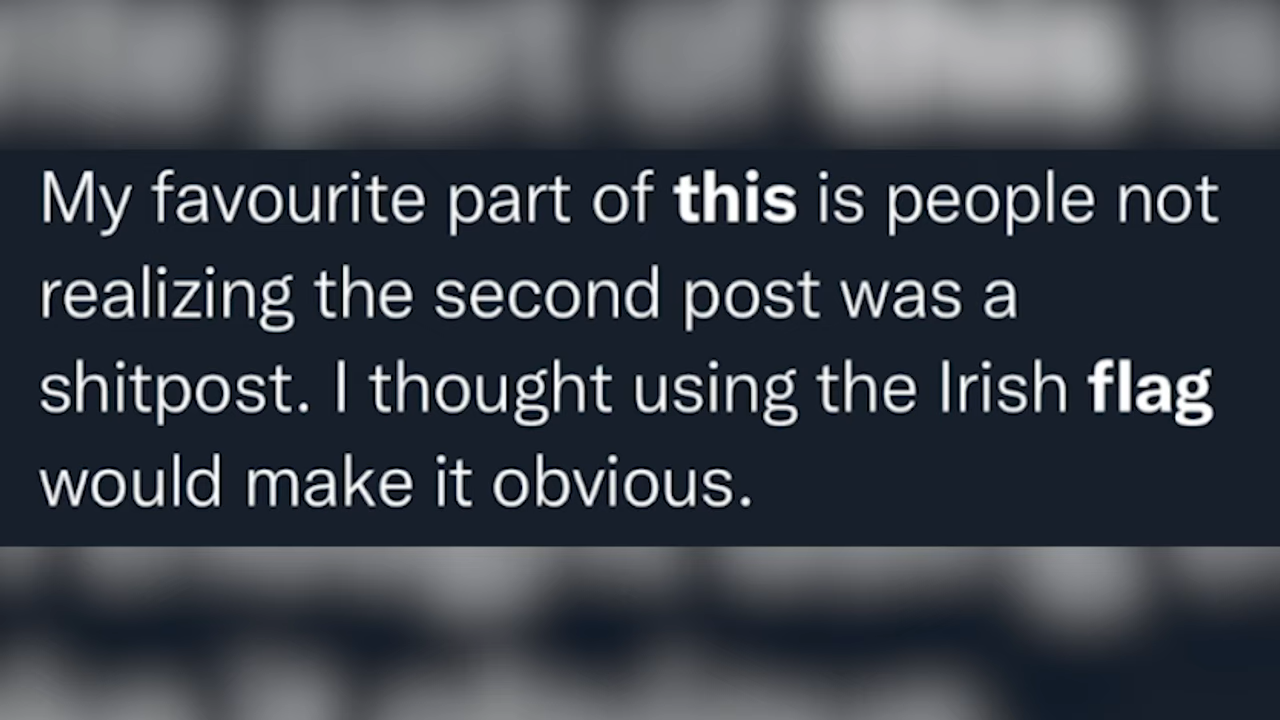 My favourite part of this is people not
realizing the second post was a
shitpost. I thought using the Irish flag
would make it obvious.